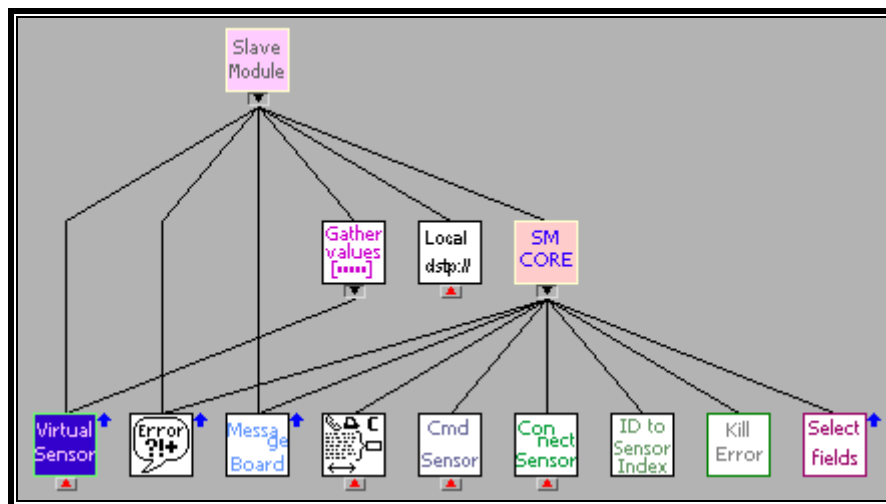 Slave
Module
Gather
values
[.....]
Local
dstp://
SM
CORE
Virtual
Sensor
Error
?!+
Messa
ge
Board
C
Cmd
Sensor
Con
nect
Sensor
ID to
Sensor
Index
Kill
Error
Select
fields